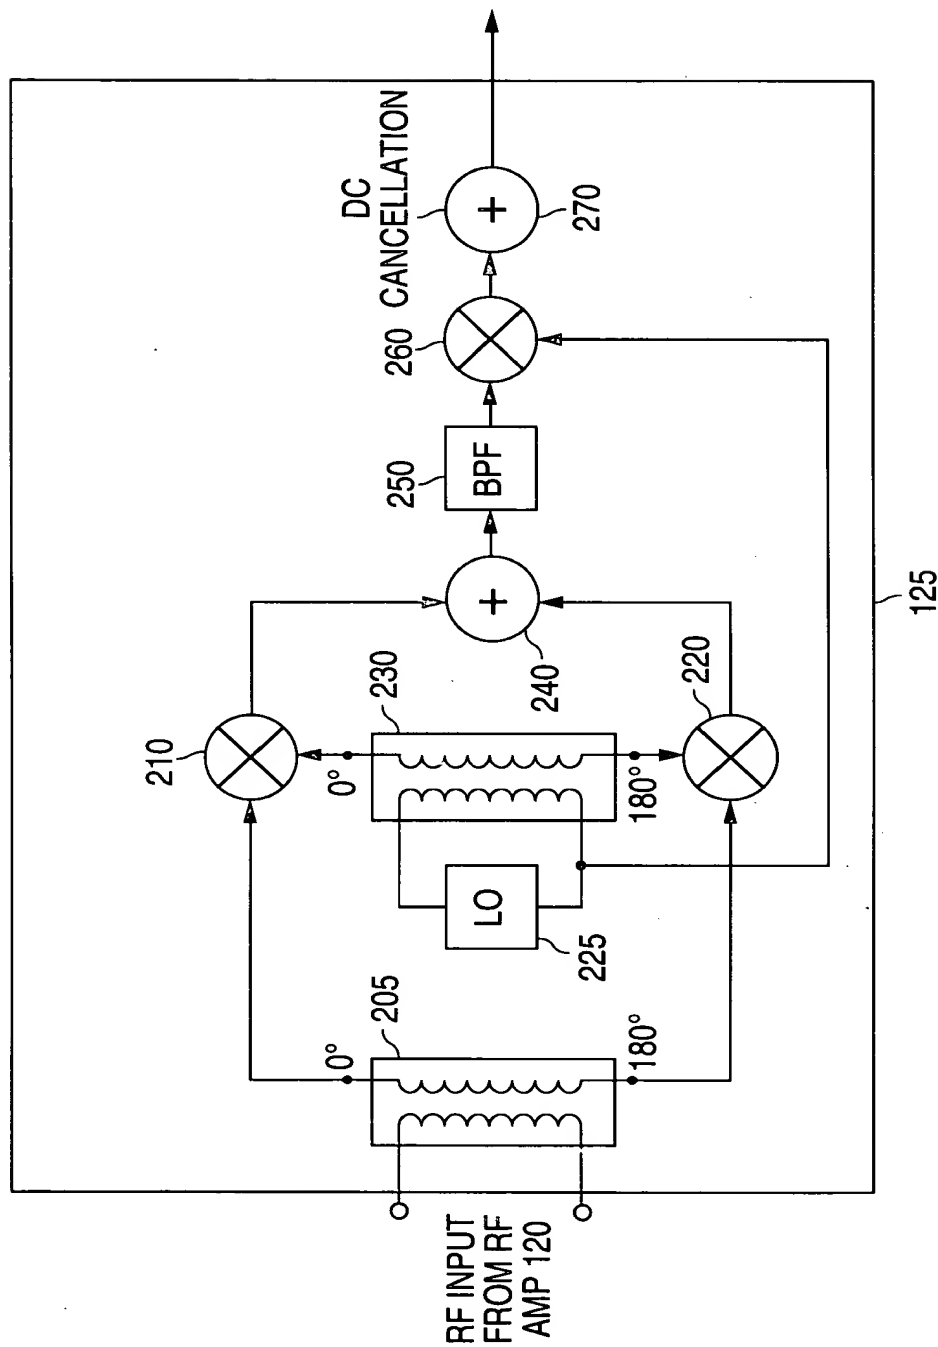 RF INPUT
FROM RF
AMP 120
205
0°
180°
LO
225
230
0°
180°
210
220
+
240
BPF
250
260
DC
CANCELLATION
+
270
125